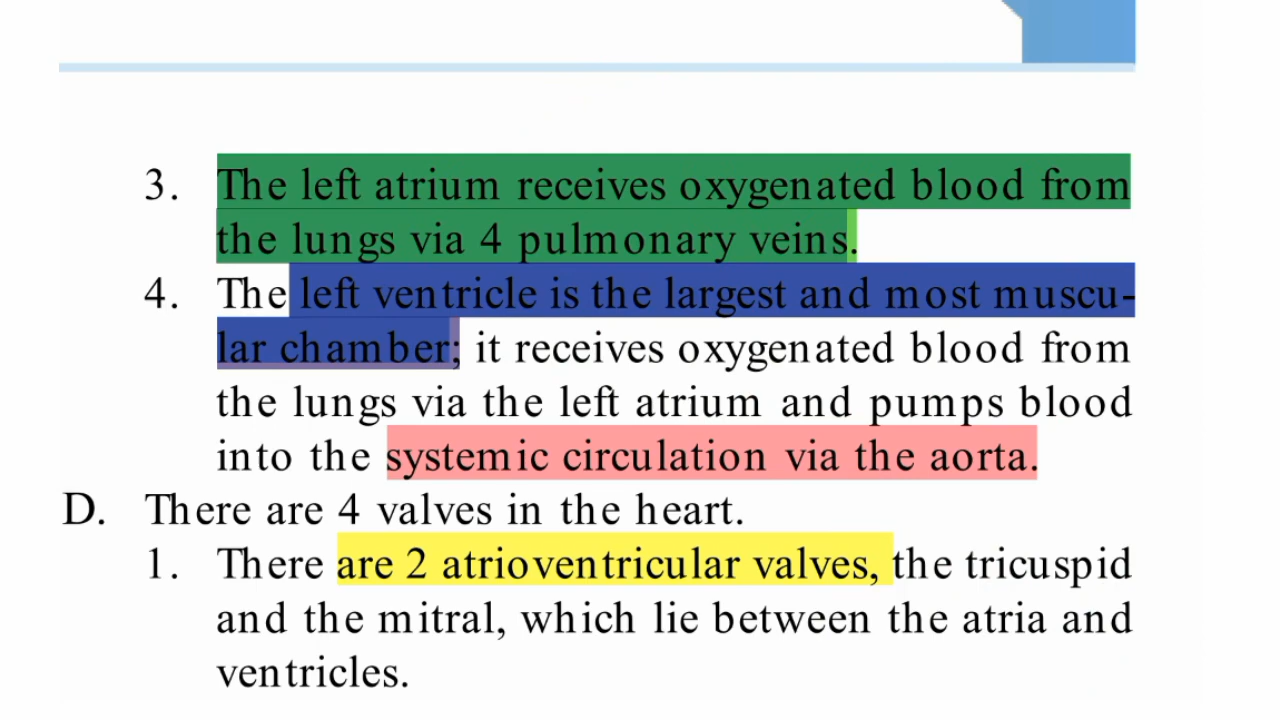 3. The left atrium receives oxygenated blood from
the lungs via 4 pulmonary veins.
4. The left ventricle is the largest and most muscu-
lar chamber; it receives oxygenated blood from
the lungs via the left atrium and pumps blood
into the systemic circulation via the aorta.
D. There are 4 valves in the heart.
1. There are 2 atrioventricular valves, the tricuspid
and the mitral, which lie between the atria and
ventricles.